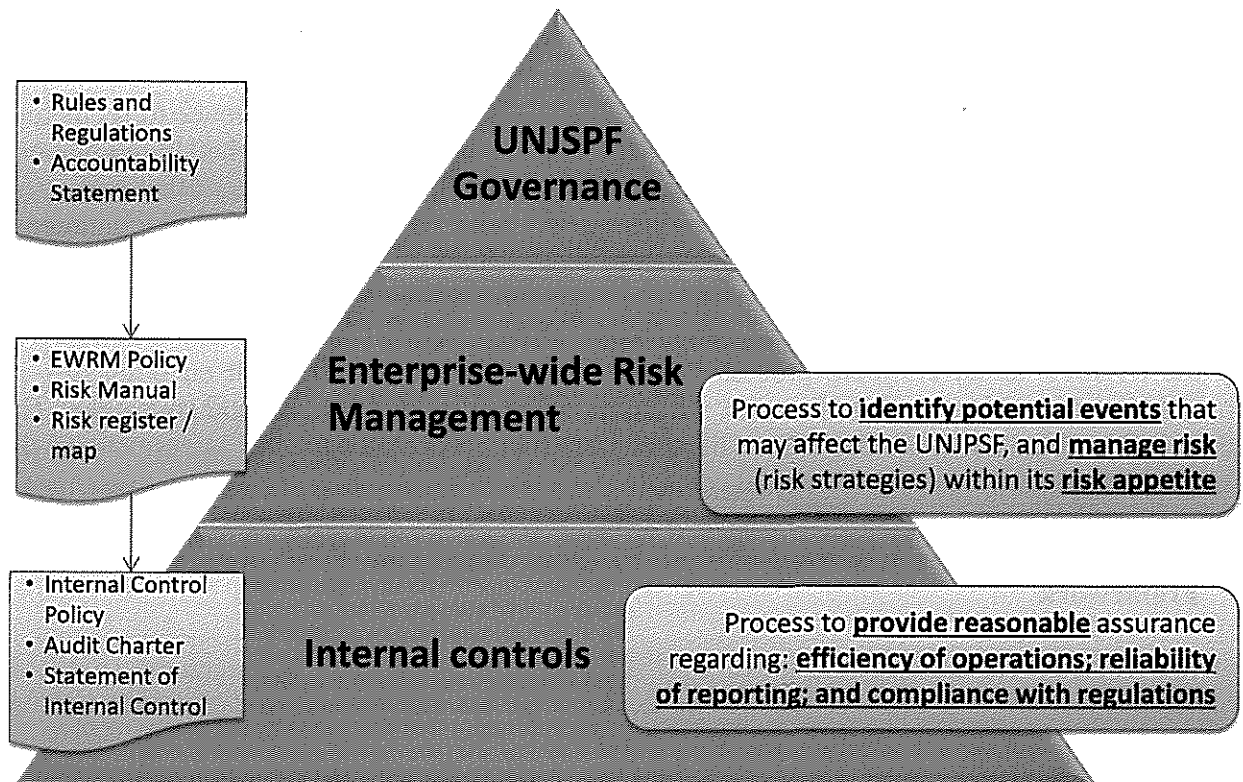 • Rules and
Regulations
• Accountability
Statement
UNJSPF
Governance
• EWRM Policy
• Risk Manual
• Risk register /
map
Enterprise-wide Risk
Management
Process to identify potential events that
may affect the UNJPSF, and manage risk
(risk strategies) within its risk appetite
• Internal Control
Policy
• Audit Charter
• Statement of
Internal Control
Internal controls
Process to provide reasonable assurance
regarding: efficiency of operations; reliability
of reporting; and compliance with regulations